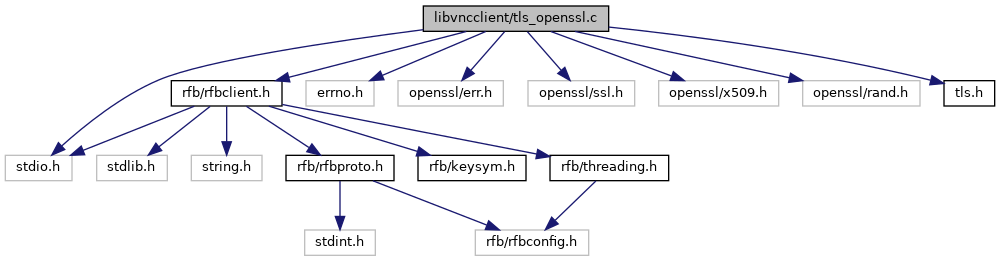 libvncclient/tls_openssl.c
rfb/rfbclient.h
errno.h
openssl/err.h
openssl/ssl.h
openssl/x509.h
openssl/rand.h
tls.h
stdio.h
stdlib.h
string.h
rfb/rfbproto.h
rfb/keysym.h
rfb/threading.h
stdint.h
rfb/rfbconfig.h